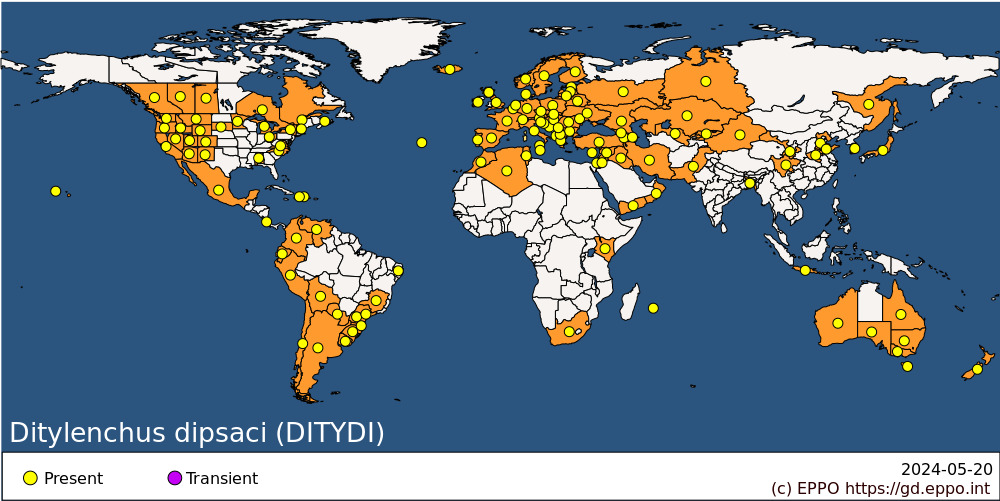 Ditylenchus dipsaci (DITYDI)
Present
Transient
2024-05-20
(c) EPPO https://gd.eppo.int